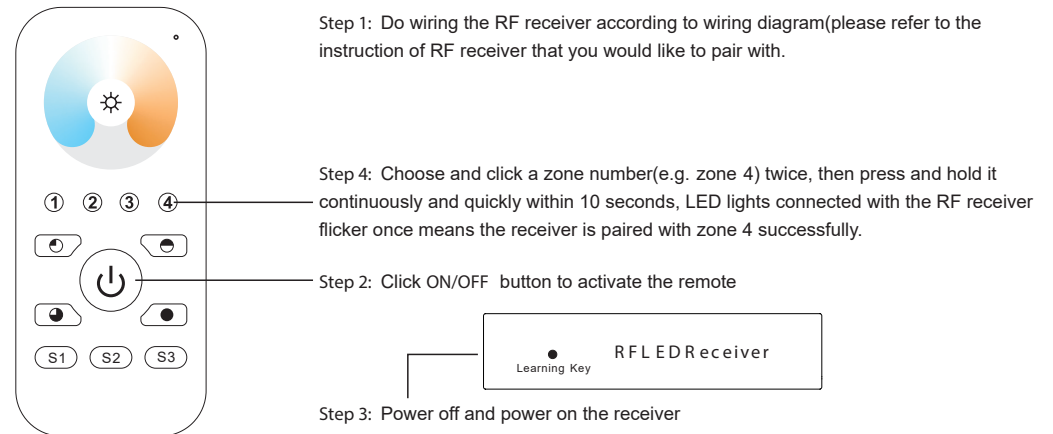 Step 1: Do wiring the RF receiver according to wiring diagram(please refer to the
instruction of RF receiver that you would like to pair with.
Step 4: Choose and click a zone number(e.g. zone 4) twice, then press and hold it
continuously and quickly within 10 seconds, LED lights connected with the RF receiver
flicker once means the receiver is paired with zone 4 successfully.
1 2 3 4
Step 2: Click ON/OFF button to activate the remote
S1 S2 S3
RFLEDReceiver
Learning Key
Step 3: Power off and power on the receiver